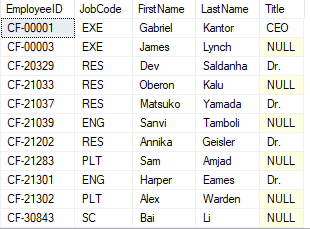 EmployeeID JobCode FirstName LastName Title
CF-00001 EXE Gabriel Kantor CEO
CF-00003 EXE James Lynch NULL
CF-20329 RES Dev Saldanha Dr.
CF-21033 RES Oberon Kalu NULL
CF-21037 RES Matsuko Yamada Dr.
CF-21039 ENG Sanvi Tamboli NULL
CF-21202 RES Annika Geisler Dr.
CF-21283 PLT Sam Amjad NULL
CF-21301 ENG Harper Eames Dr.
CF-21302 PLT Alex Warden NULL
CF-30843 SC Bai Li NULL